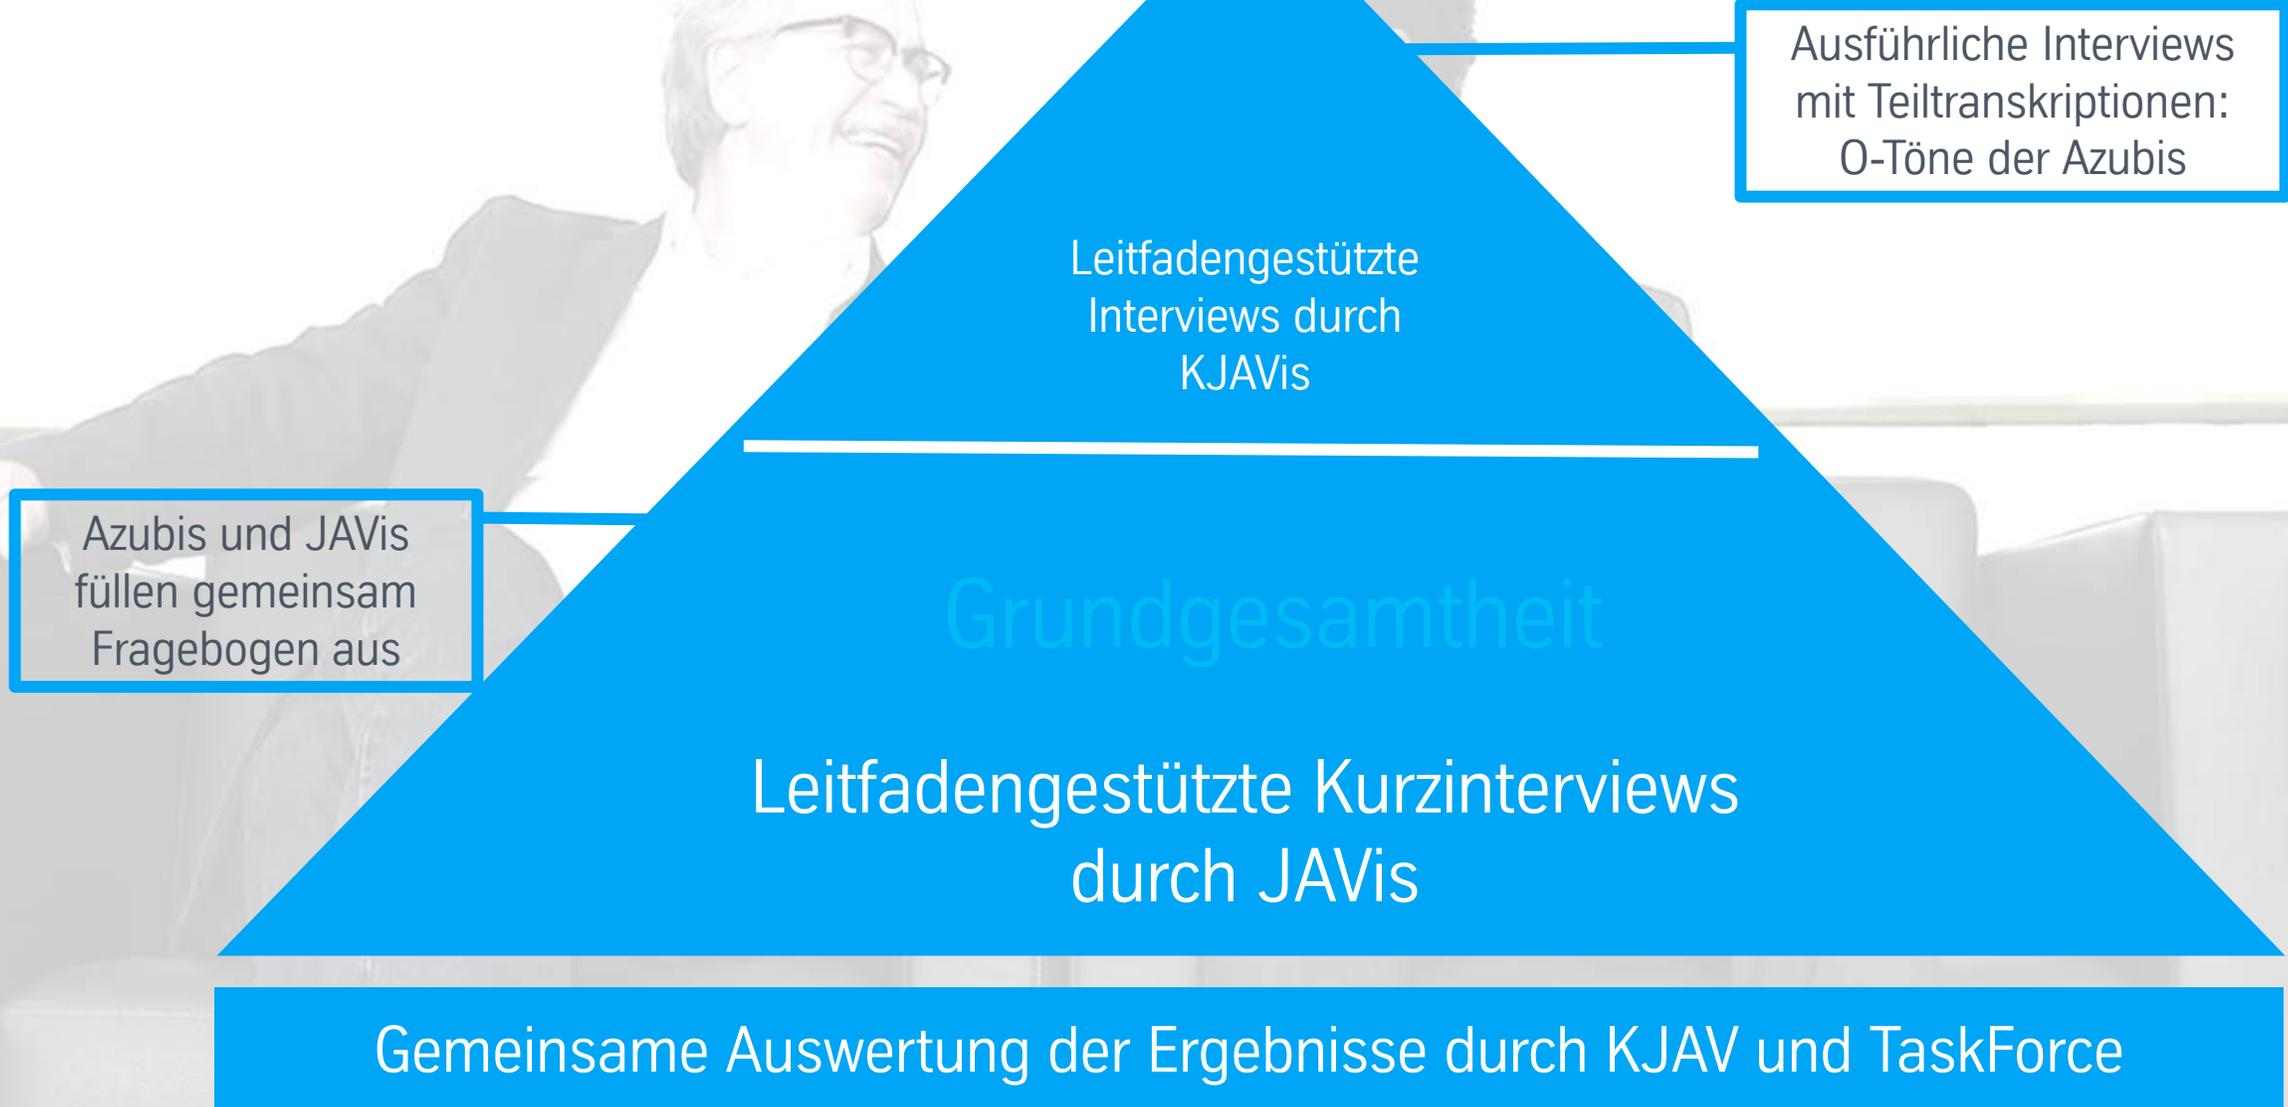 Ausführliche Interviews
mit Teiltranskriptionen:
O-Töne der Azubis
Leitfadengestützte
Interviews durch
KJAVis
Azubis und JAVis
füllen gemeinsam
Fragebogen aus
Grundgesamtheit
Leitfadengestützte Kurzinterviews
durch JAVis
Gemeinsame Auswertung der Ergebnisse durch KJAV und TaskForce